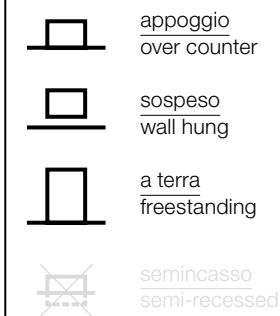 appoggio
over counter
sospeso
wall hung
a terra
freestanding
semincasso
semi-recessed